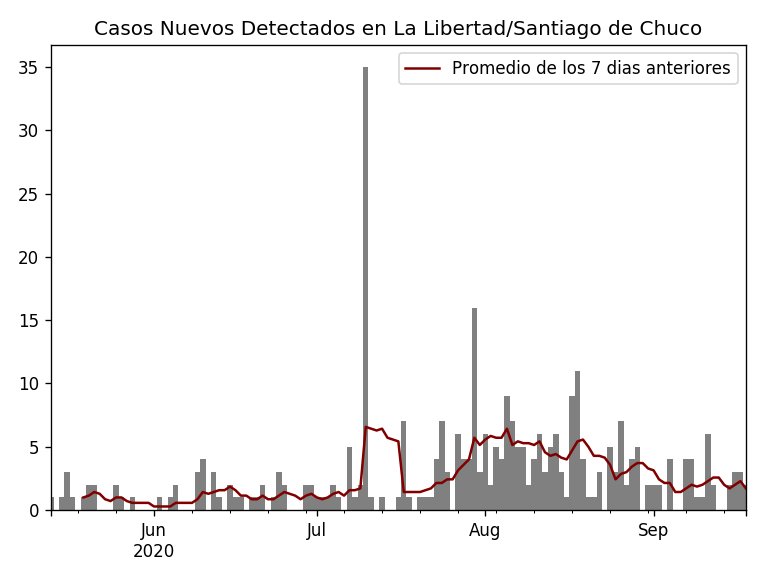 Casos Nuevos Detectados en La Libertad/Santiago de Chuco
Promedio de los 7 dias anteriores
35
30
25
20
15
10
5
0
Jun
2020
Jul
Aug
Sep